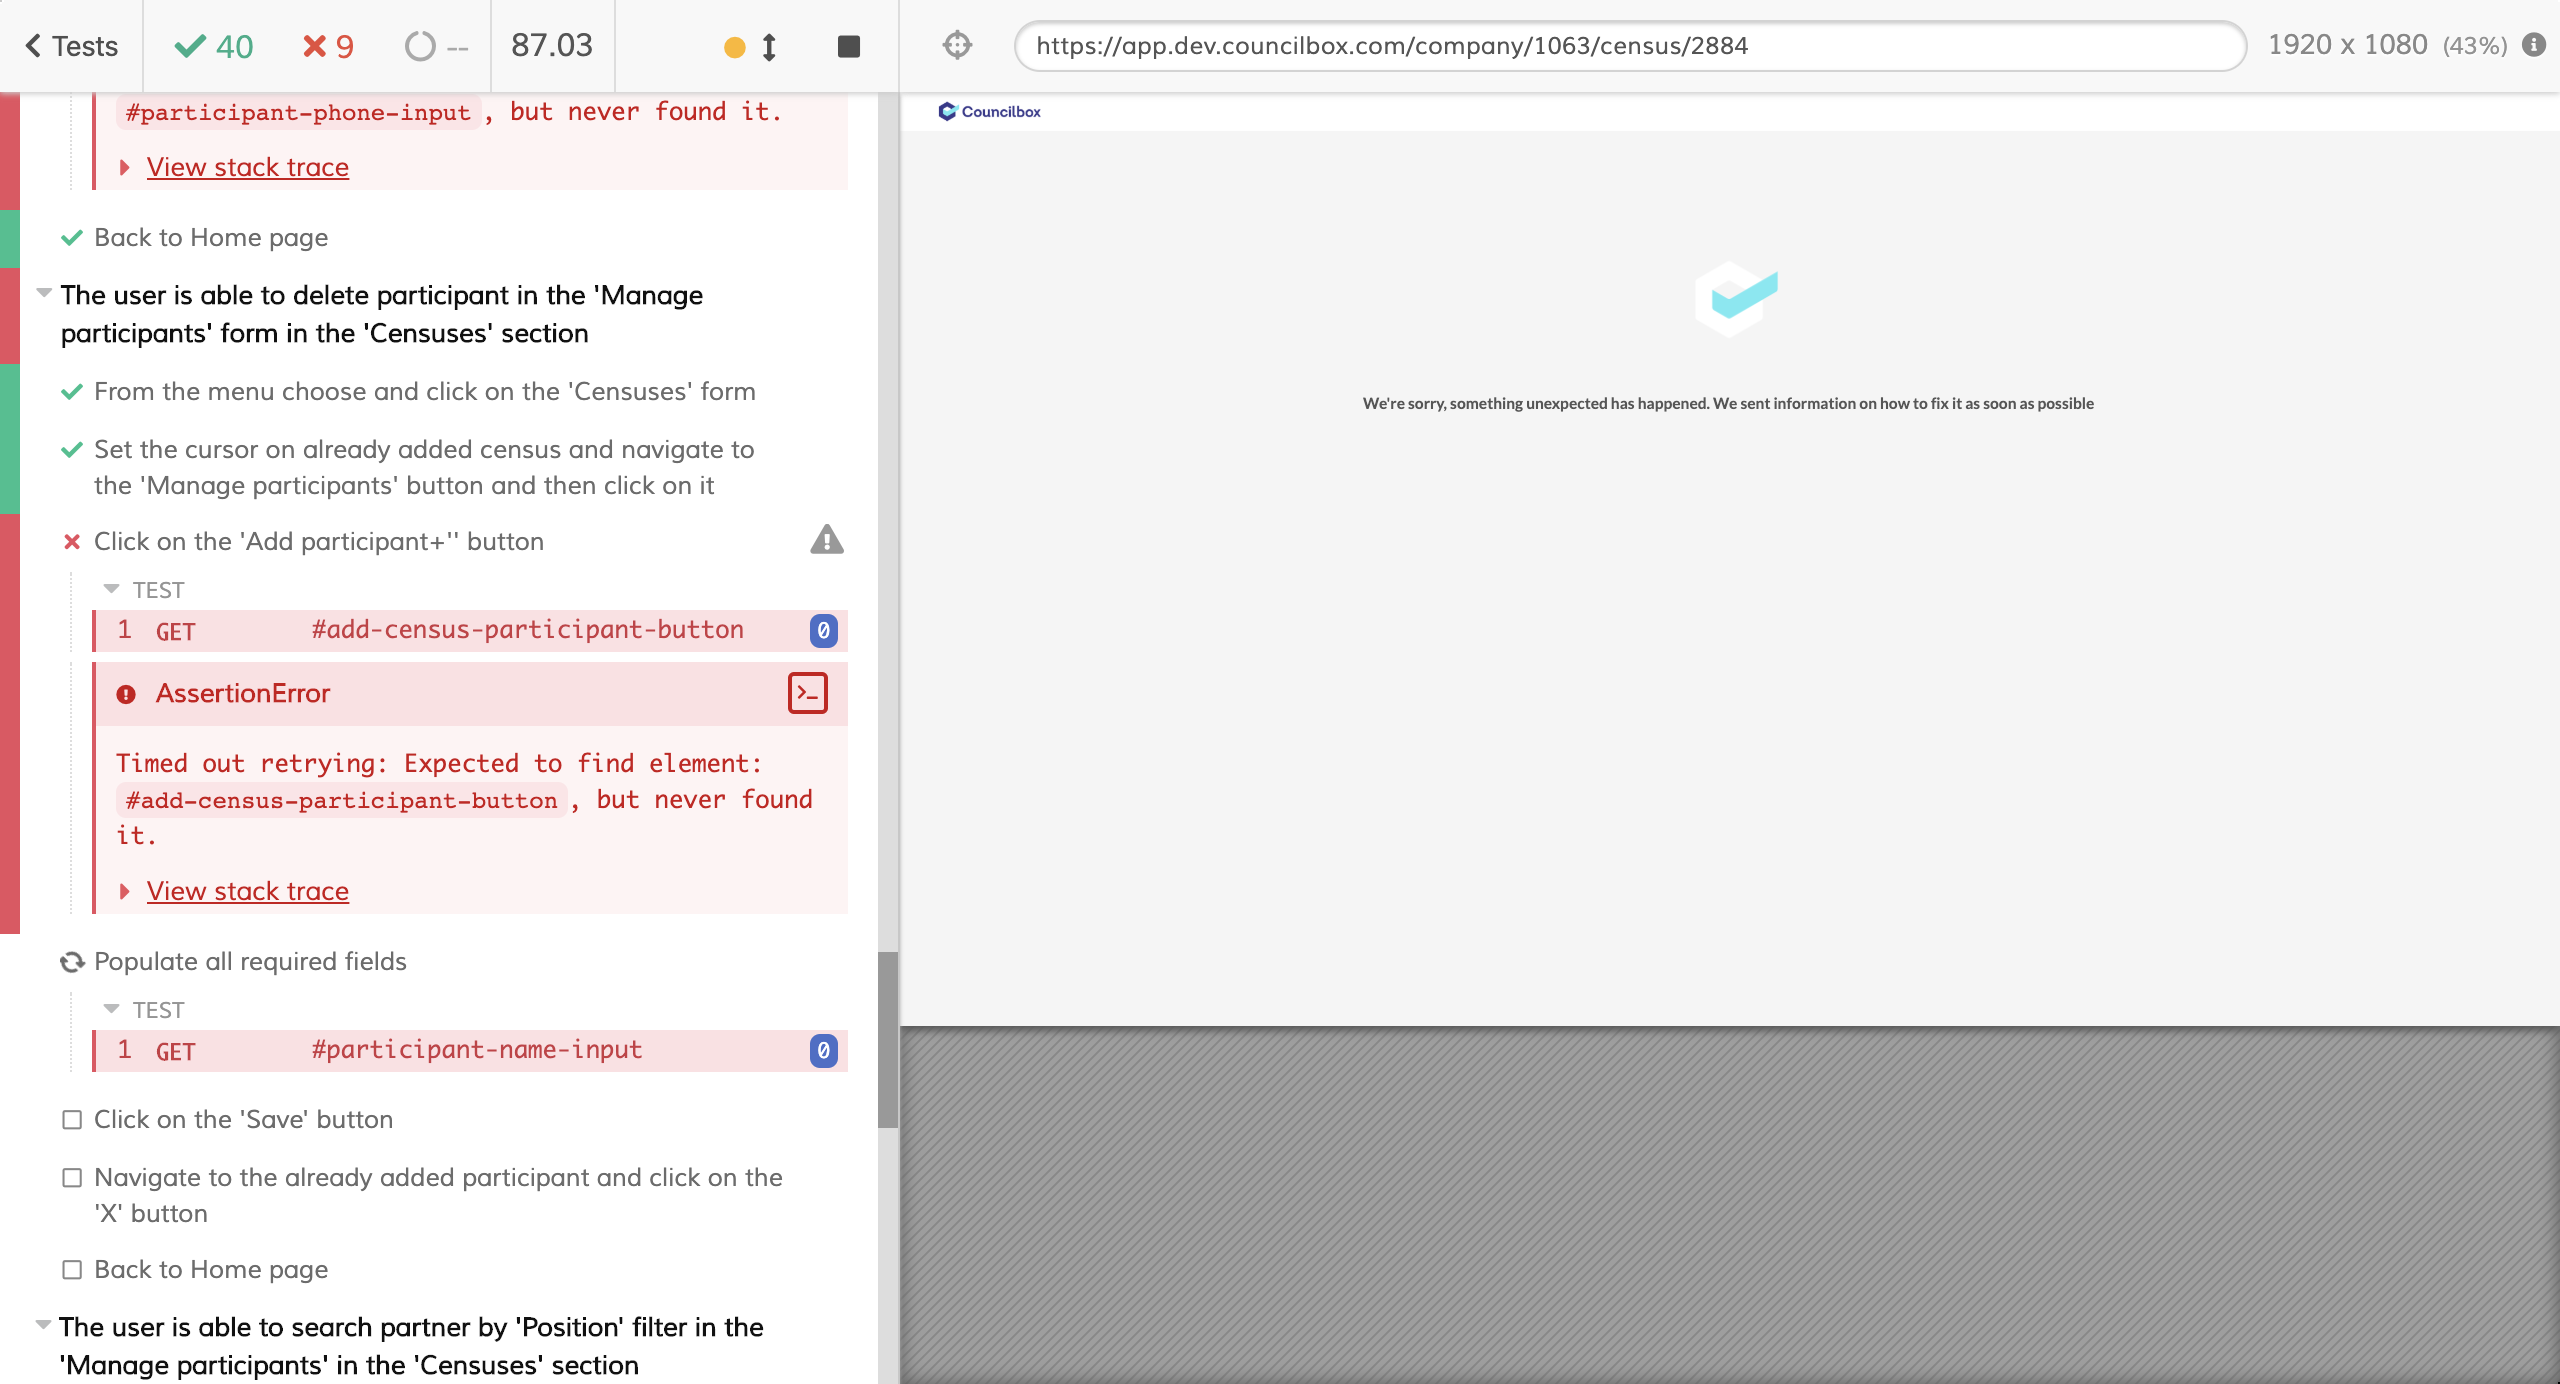 Tests
40
9
--
87.03
https://app.dev.councilbox.com/company/1063/census/2884
1920 x 1080 (43%)
#participant-phone-input , but never found it.
View stack trace
Back to Home page
The user is able to delete participant in the 'Manage
participants' form in the 'Censuses' section
From the menu choose and click on the 'Censuses' form
Set the cursor on already added census and navigate to
the 'Manage participants' button and then click on it
Click on the 'Add participant+'' button
TEST
1 GET #add-census-participant-button 0
AssertionError
Timed out retrying: Expected to find element:
#add-census-participant-button , but never found
it.
View stack trace
Populate all required fields
TEST
1 GET #participant-name-input 0
Click on the 'Save' button
Navigate to the already added participant and click on the
'X' button
Back to Home page
The user is able to search partner by 'Position' filter in the
'Manage participants' in the 'Censuses' section
Councilbox
We're sorry, something unexpected has happened. We sent information on how to fix it as soon as possible